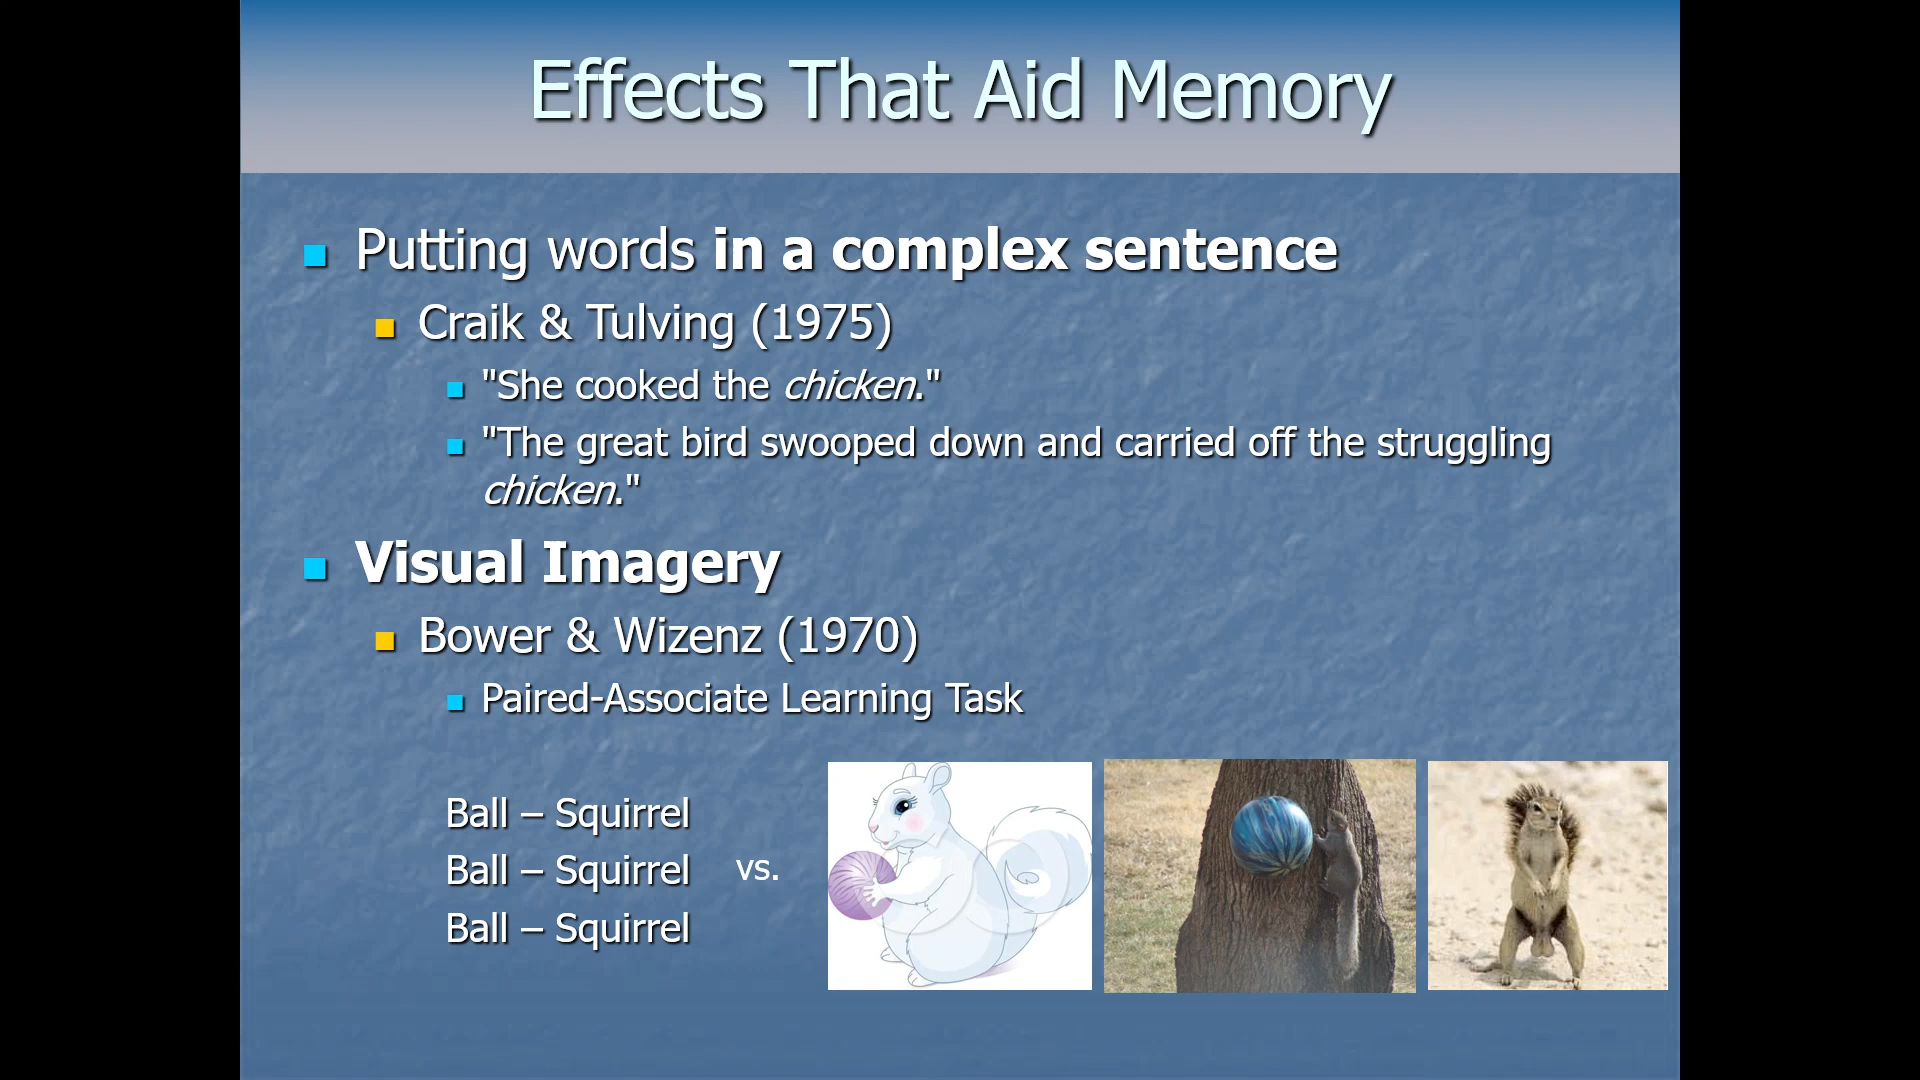 Effects That Aid Memory
Putting words in a complex sentence
Craik & Tulving (1975)
"She cooked the chicken."
"The great bird swooped down and carried off the struggling
chicken."
Visual Imagery
Bower & Wizenz (1970)
Paired-Associate Learning Task
Ball – Squirrel
Ball – Squirrel
vs.
Ball – Squirrel